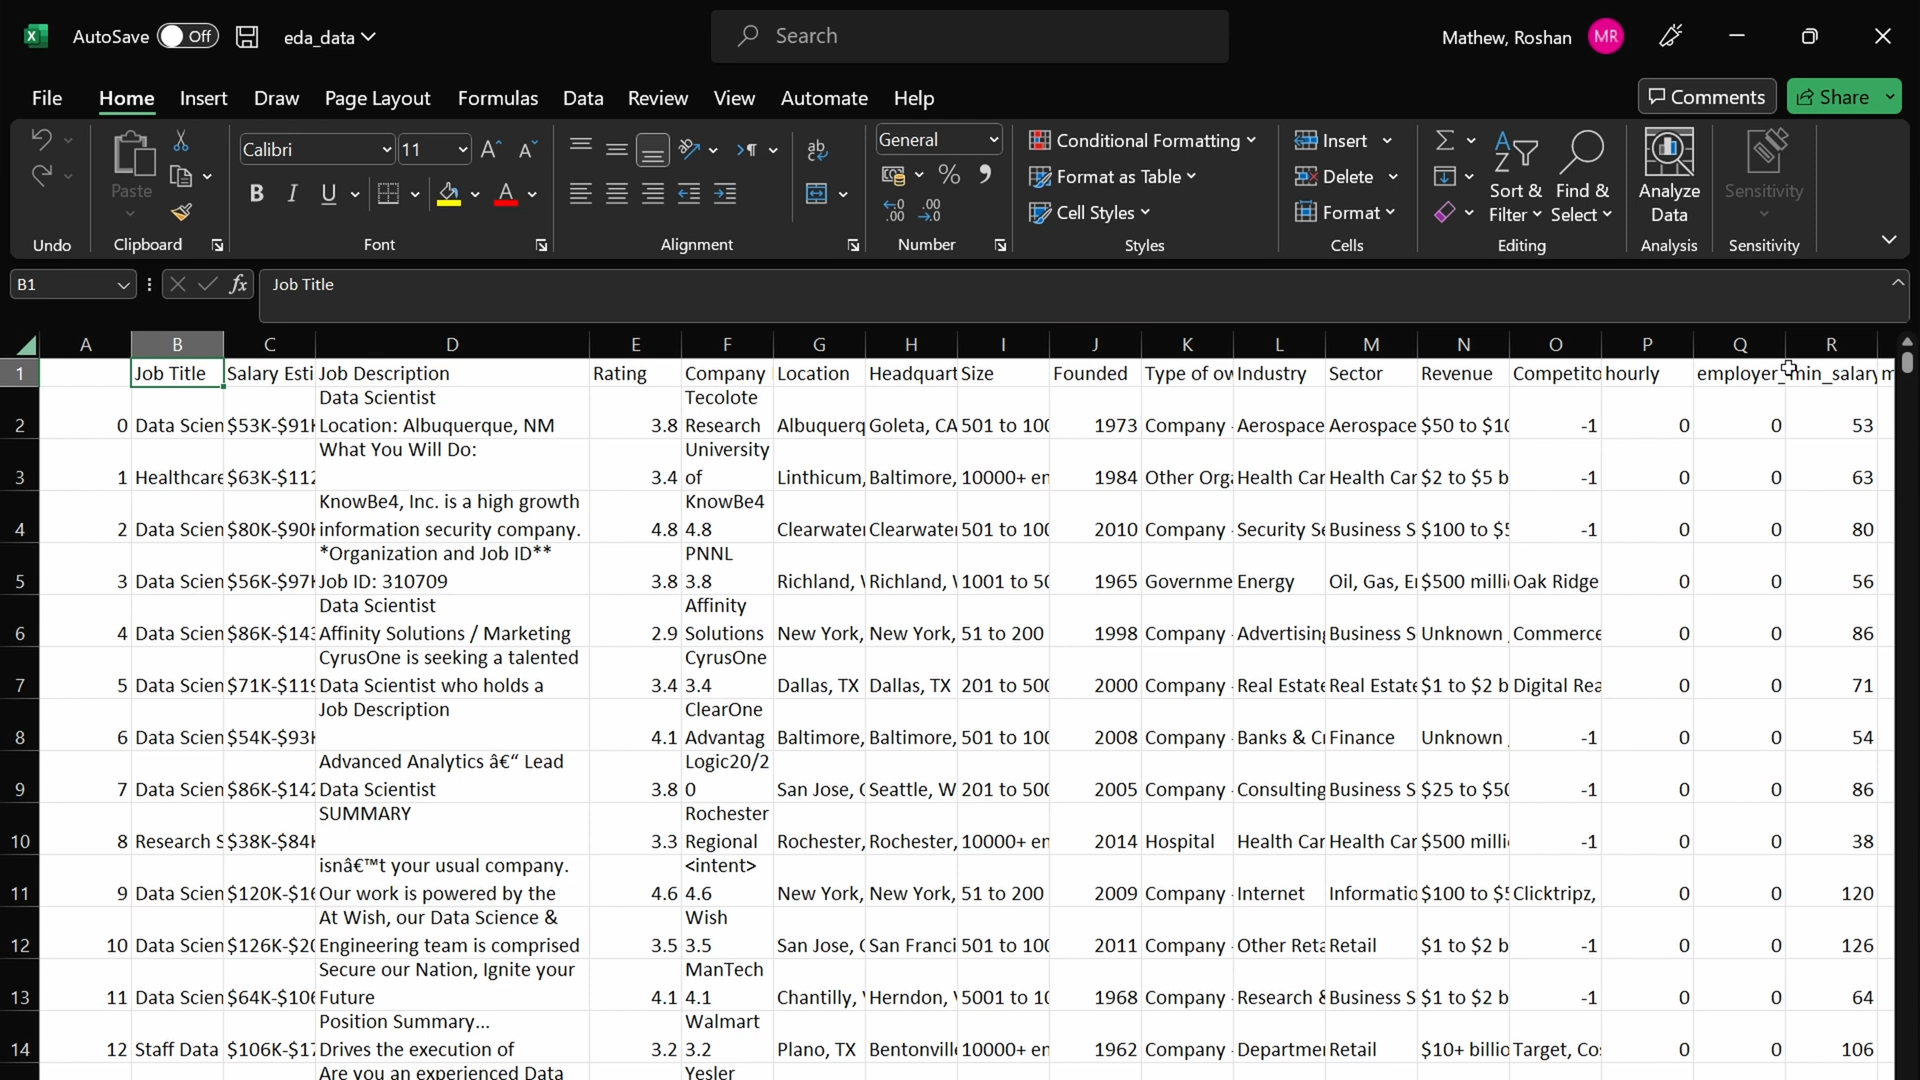 AutoSave Off eda_data Search Mathew, Roshan MR
File Home Insert Draw Page Layout Formulas Data Review View Automate Help Comments Share
Paste Calibri 11 General Conditional Formatting Format as Table Cell Styles Insert Delete Format Sort & Filter Find & Select Analyze Data Sensitivity
Undo Clipboard Font Alignment Number Styles Cells Editing Analysis Sensitivity
B1 fx Job Title
A B C D E F G H I J K L M N O P Q R
1 Job Title Salary Esti Job Description Rating Company Location Headquart Size Founded Type of ow Industry Sector Revenue Competito hourly employer_ min_salary m
Data Scientist Tecolote
2 0 Data Scien $53K-$91K Location: Albuquerque, NM 3.8 Research Albuquerq Goleta, CA 501 to 100 1973 Company - Aerospace Aerospace $50 to $10 -1 0 0 53
What You Will Do: University
3 1 Healthcare $63K-$112 3.4 of Linthicum, Baltimore, 10000+ en 1984 Other Orga Health Car Health Car $2 to $5 b -1 0 0 63
KnowBe4, Inc. is a high growth KnowBe4
4 2 Data Scien $80K-$90K information security company. 4.8 4.8 Clearwater Clearwater 501 to 100 2010 Company - Security Se Business S $100 to $5 -1 0 0 80
*Organization and Job ID** PNNL
5 3 Data Scien $56K-$97K Job ID: 310709 3.8 3.8 Richland, Richland, 1001 to 50 1965 Governme Energy Oil, Gas, E $500 milli Oak Ridge 0 0 56
Data Scientist Affinity
6 4 Data Scien $86K-$143 Affinity Solutions / Marketing 2.9 Solutions New York, New York, 51 to 200 1998 Company - Advertising Business S Unknown Commerce 0 0 86
CyrusOne is seeking a talented CyrusOne
7 5 Data Scien $71K-$119 Data Scientist who holds a 3.4 3.4 Dallas, TX Dallas, TX 201 to 500 2000 Company - Real Estate Real Estate $1 to $2 b Digital Rea 0 0 71
Job Description ClearOne
8 6 Data Scien $54K-$93K 4.1 Advantag Baltimore, Baltimore, 501 to 100 2008 Company - Banks & Cr Finance Unknown -1 0 0 54
Advanced Analytics â€“ Lead Logic20/2
9 7 Data Scien $86K-$142 Data Scientist 3.8 0 San Jose, Seattle, W 201 to 500 2005 Company - Consulting Business S $25 to $50 -1 0 0 86
SUMMARY Rochester
10 8 Research S $38K-$84K 3.3 Regional Rochester, Rochester, 10000+ en 2014 Hospital Health Car Health Car $500 milli -1 0 0 38
isnâ€™t your usual company. <intent>
11 9 Data Scien $120K-$16 Our work is powered by the 4.6 4.6 New York, New York, 51 to 200 2009 Company - Internet Informatio $100 to $5 Clicktripz, 0 0 120
At Wish, our Data Science & Wish
12 10 Data Scien $126K-$20 Engineering team is comprised 3.5 3.5 San Jose, San Franci 501 to 100 2011 Company - Other Reta Retail $1 to $2 b -1 0 0 126
Secure our Nation, Ignite your ManTech
13 11 Data Scien $64K-$106 Future 4.1 4.1 Chantilly, Herndon, 5001 to 10 1968 Company - Research & Business S $1 to $2 b -1 0 0 64
Position Summary... Walmart
14 12 Staff Data $106K-$17 Drives the execution of 3.2 3.2 Plano, TX Bentonville 10000+ en 1962 Company - Departmen Retail $10+ billio Target, Cos 0 0 106
Are you an experienced Data Yesler